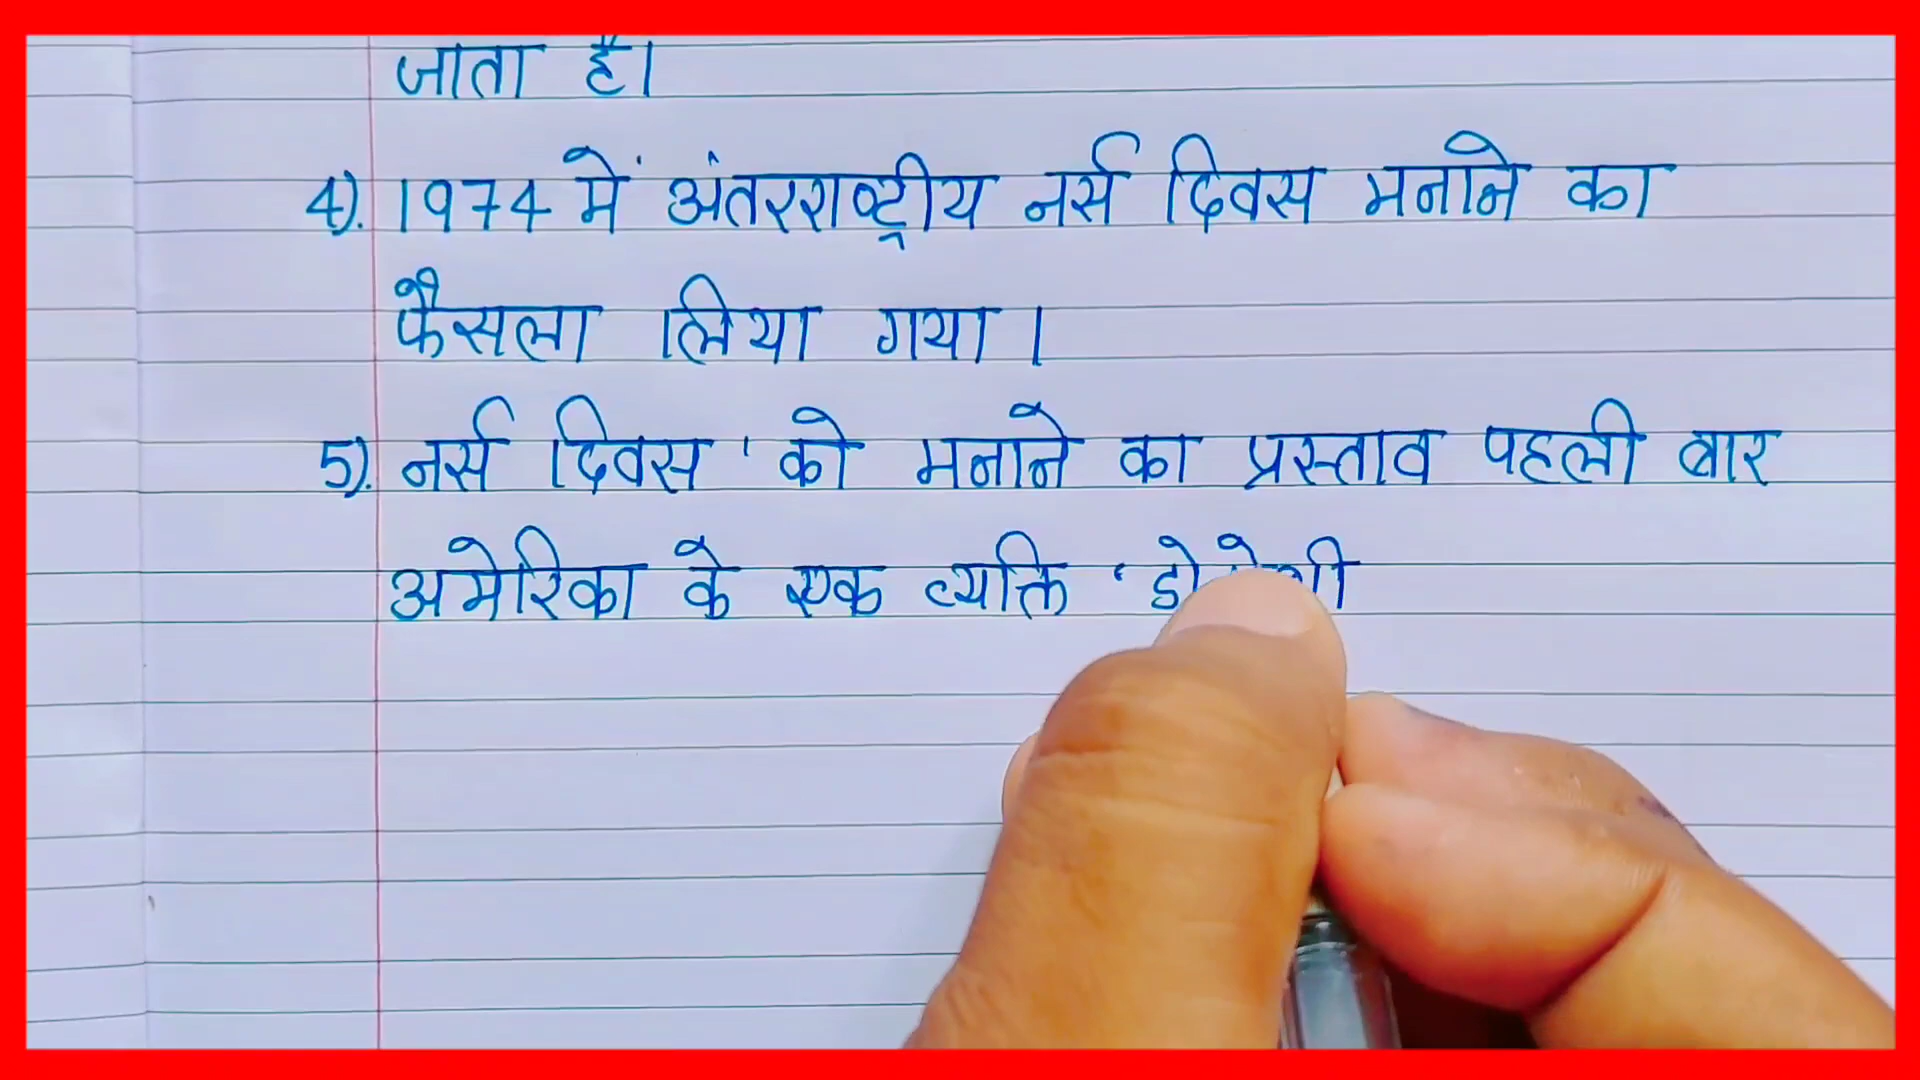 जाता है।
4). 1974 में अंतरराष्ट्रीय नर्स दिवस मनाने का
फैसला लिया गया ।
5). नर्स दिवस ' को मनाने का प्रस्ताव पहली बार
अमेरिका के एक व्यक्ति '